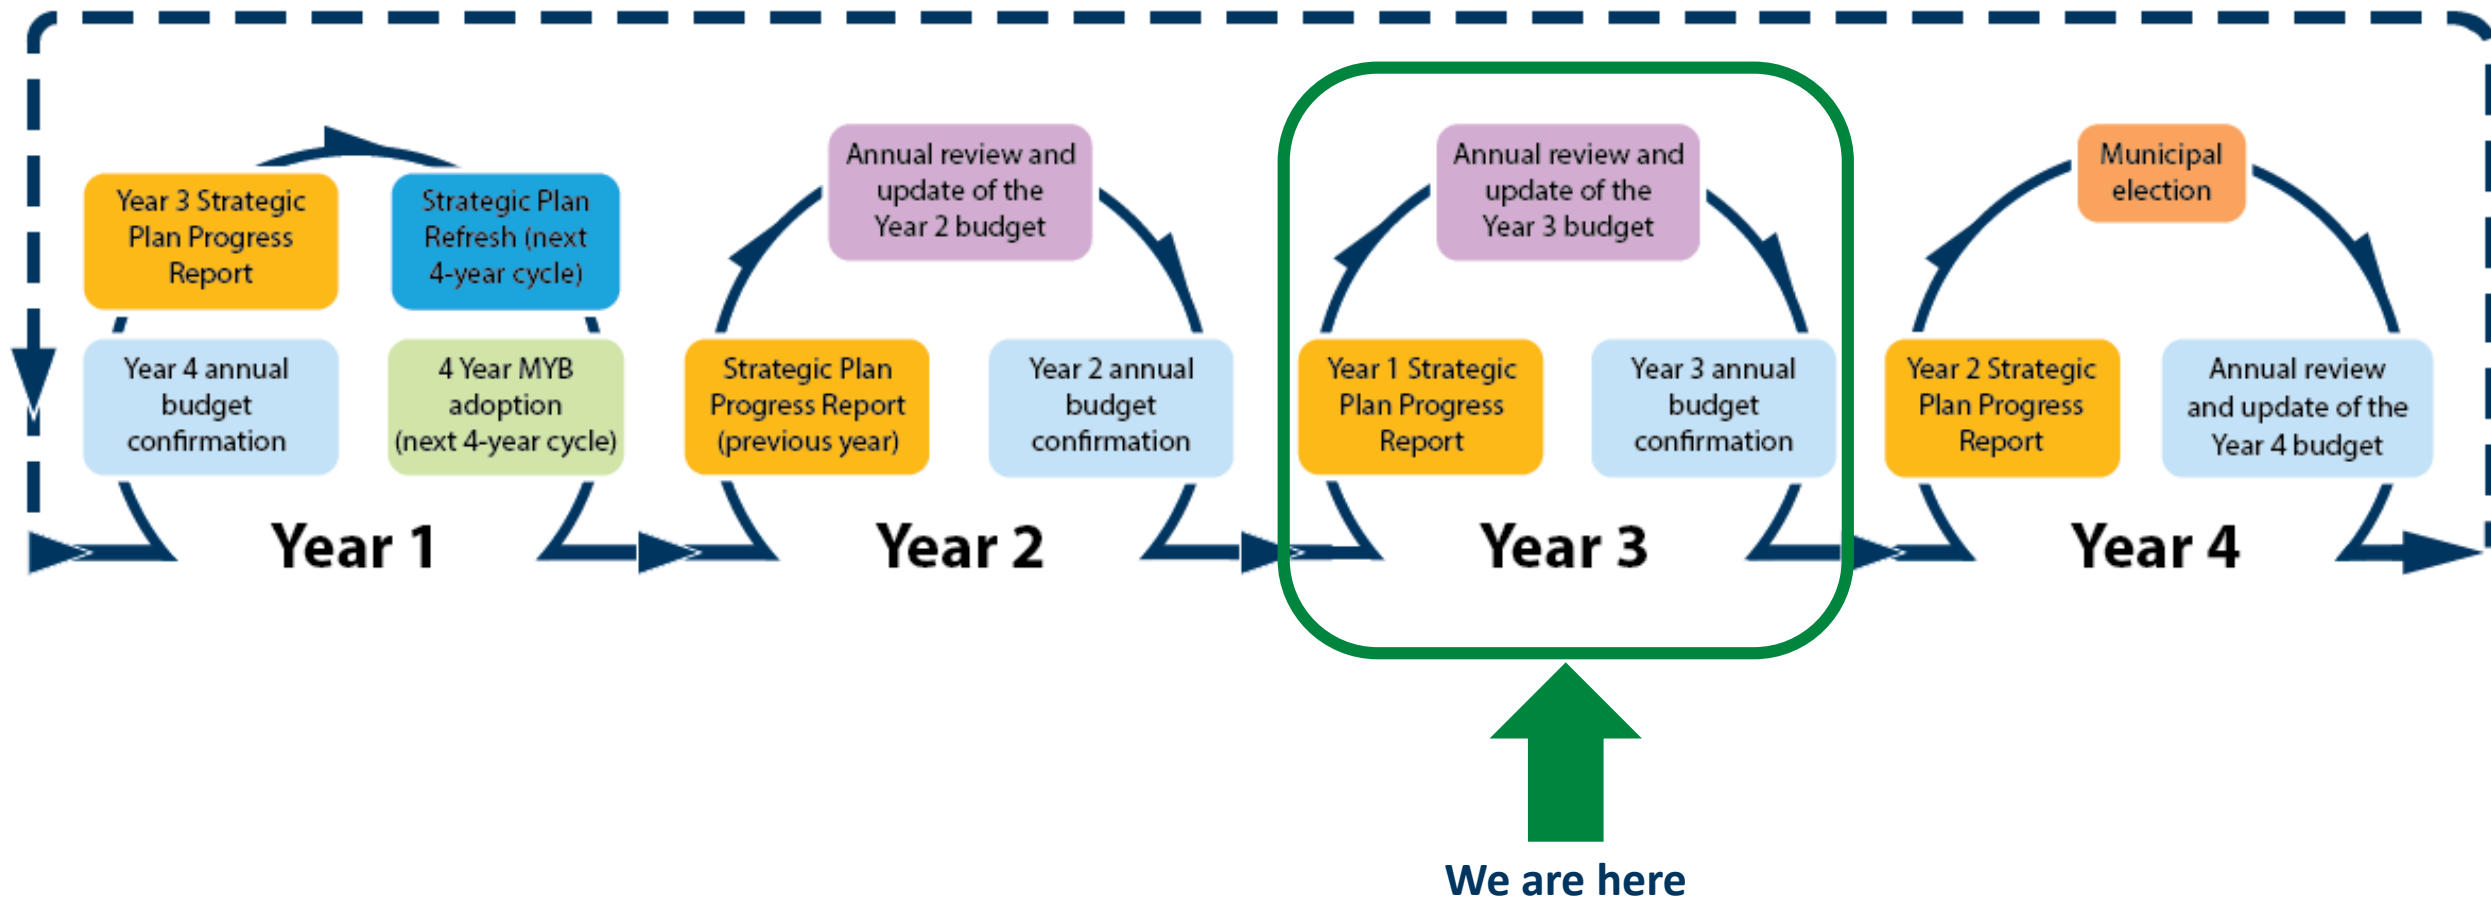 Year 3 Strategic
Plan Progress
Report
Strategic Plan
Refresh (next
4-year cycle)
Year 4 annual
budget
confirmation
4 Year MYB
adoption
(next 4-year cycle)
Year 1
Annual review and
update of the
Year 2 budget
Strategic Plan
Progress Report
(previous year)
Year 2 annual
budget
confirmation
Year 2
Annual review and
update of the
Year 3 budget
Year 1 Strategic
Plan Progress
Report
Year 3 annual
budget
confirmation
Year 3
Municipal
election
Year 2 Strategic
Plan Progress
Report
Annual review
and update of the
Year 4 budget
Year 4
We are here